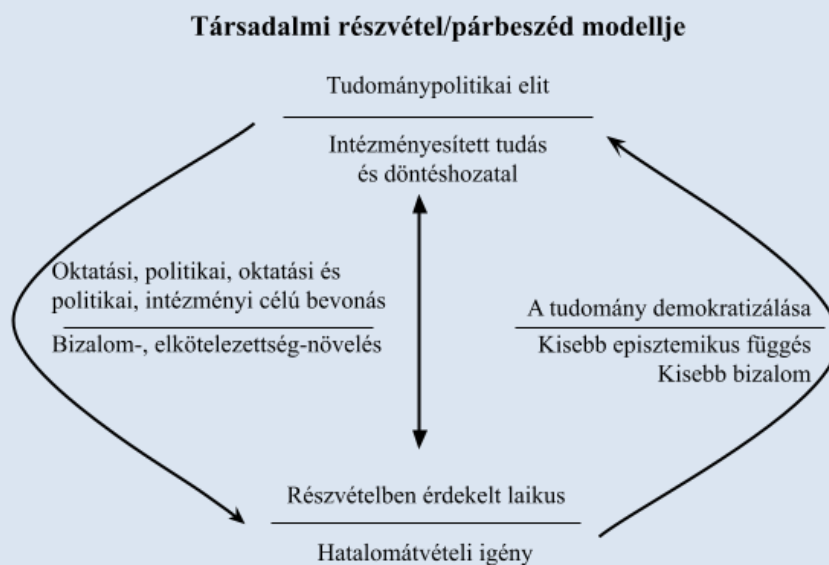 Társadalmi részvétel/párbeszéd modellje
Tudománypolitikai elit
Intézményesített tudás
és döntéshozatal
Oktatási, politikai, oktatási és
politikai, intézményi célú bevonás
Bizalom-, elkötelezettség-növelés
A tudomány demokratizálása
Kisebb episztemikus függés
Kisebb bizalom
Részvételben érdekelt laikus
Hatalomátvételi igény